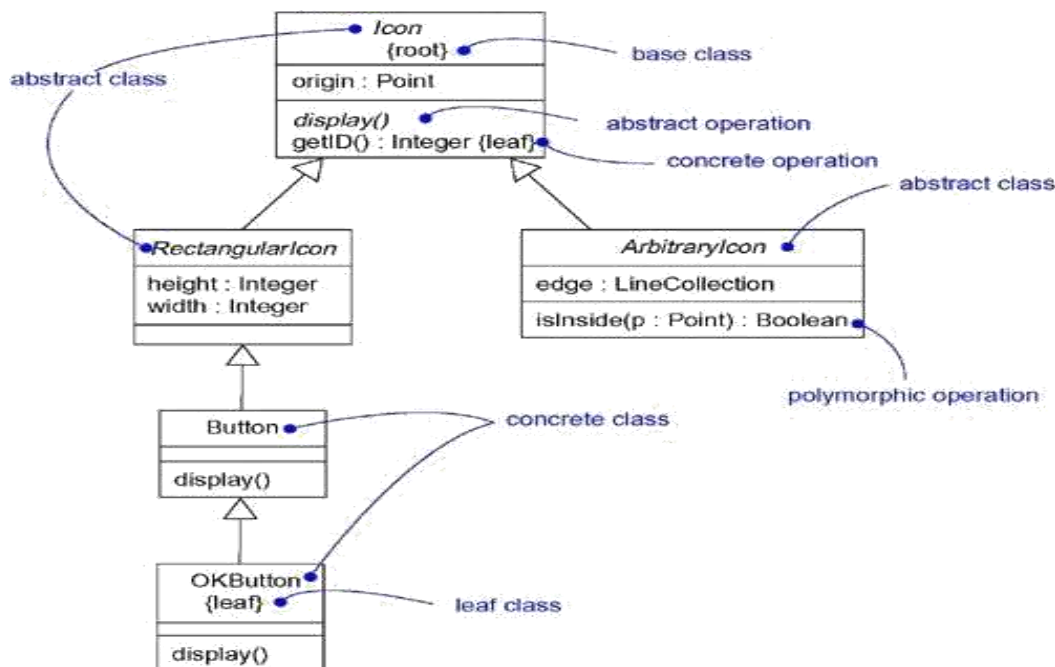 Icon
{root}
base class
abstract class
origin : Point
display()
abstract operation
getID() : Integer {leaf}
concrete operation
abstract class
RectangularIcon
ArbitraryIcon
height : Integer
width : Integer
edge : LineCollection
isInside(p : Point) : Boolean
polymorphic operation
Button
concrete class
display()
OKButton
{leaf}
leaf class
display()